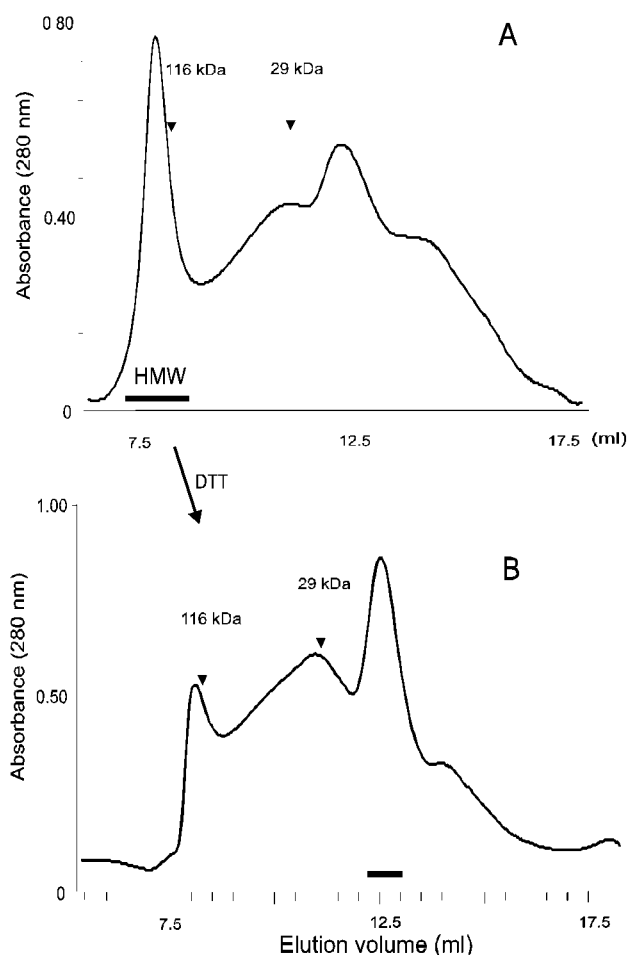 0 80
A
116 kDa
29 kDa
Absorbance (280 nm)
0.40
HMW
0
7.5
12.5
17.5
(ml)
DTT
1.00
B
29 kDa
116 kDa
Absorbance (280 nm)
0.50
0
7.5
12.5
17.5
Elution volume (ml)